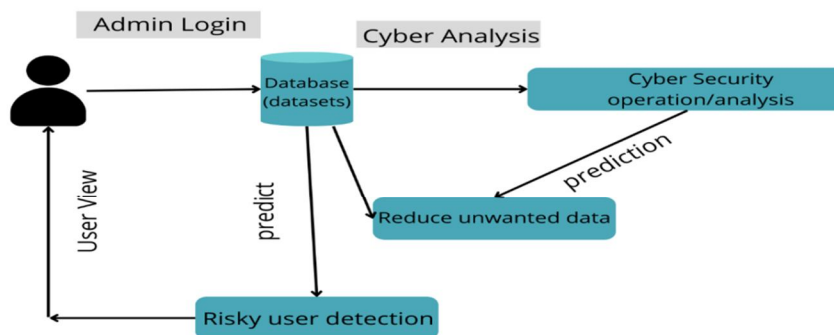 Admin Login
Cyber Analysis
Database
(datasets)
Cyber Security
operation/analysis
prediction
User View
predict
Reduce unwanted data
Risky user detection